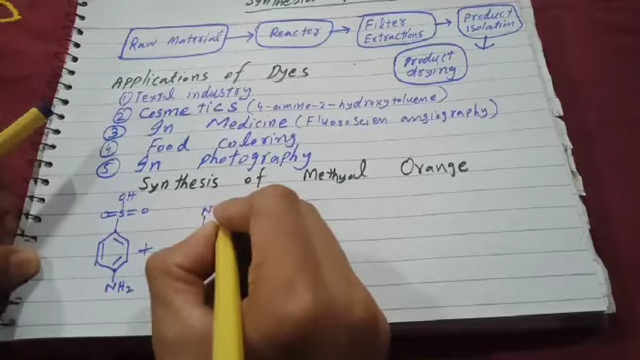 Raw Material → Reactor → Filter Extractions → Product isolation
Product drying
Applications of Dyes
① Textil industry
② Cosmetics (4-amino-2-hydroxytoluene)
③ In Medicine (Fluoroscien angiography)
④ Food coloring
⑤ In photography
Synthesis of Methyal Orange
OH
O=S=O
+
N
NH2